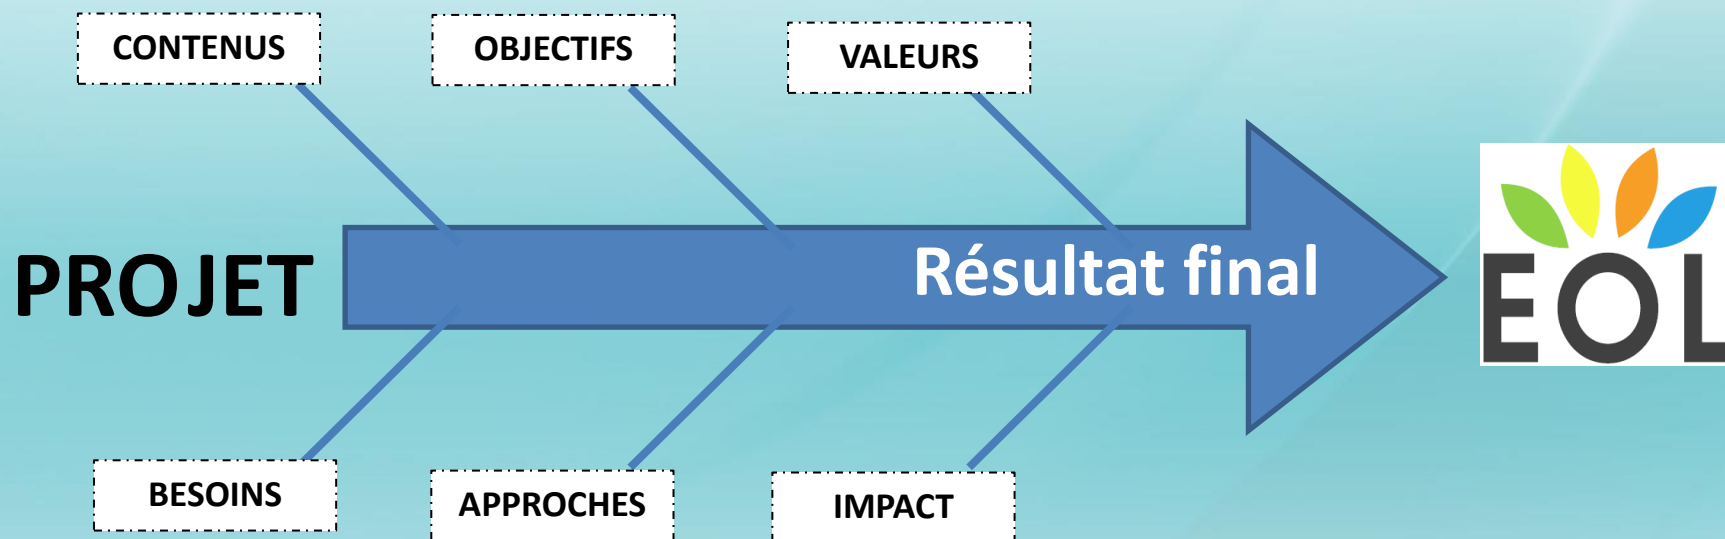 CONTENUS
OBJECTIFS
VALEURS
PROJET
Résultat final
EOL
BESOINS
APPROCHES
IMPACT